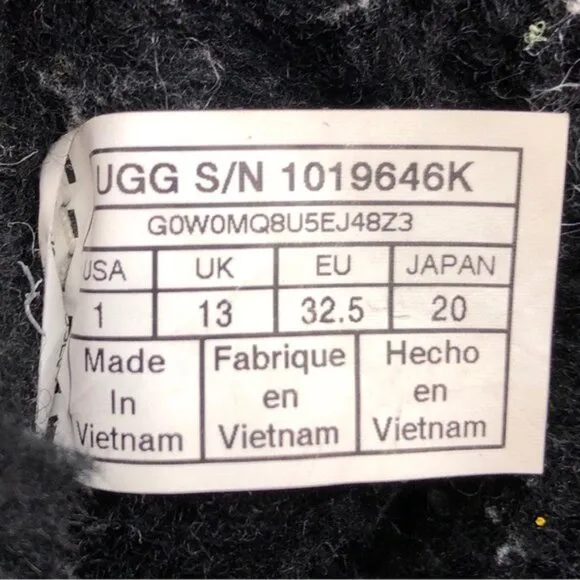 UGG S/N 1019646K
G0W0MQ8U5EJ48Z3
USA UK EU JAPAN
1 13 32.5 20
Made Fabrique Hecho
In en en
Vietnam Vietnam Vietnam